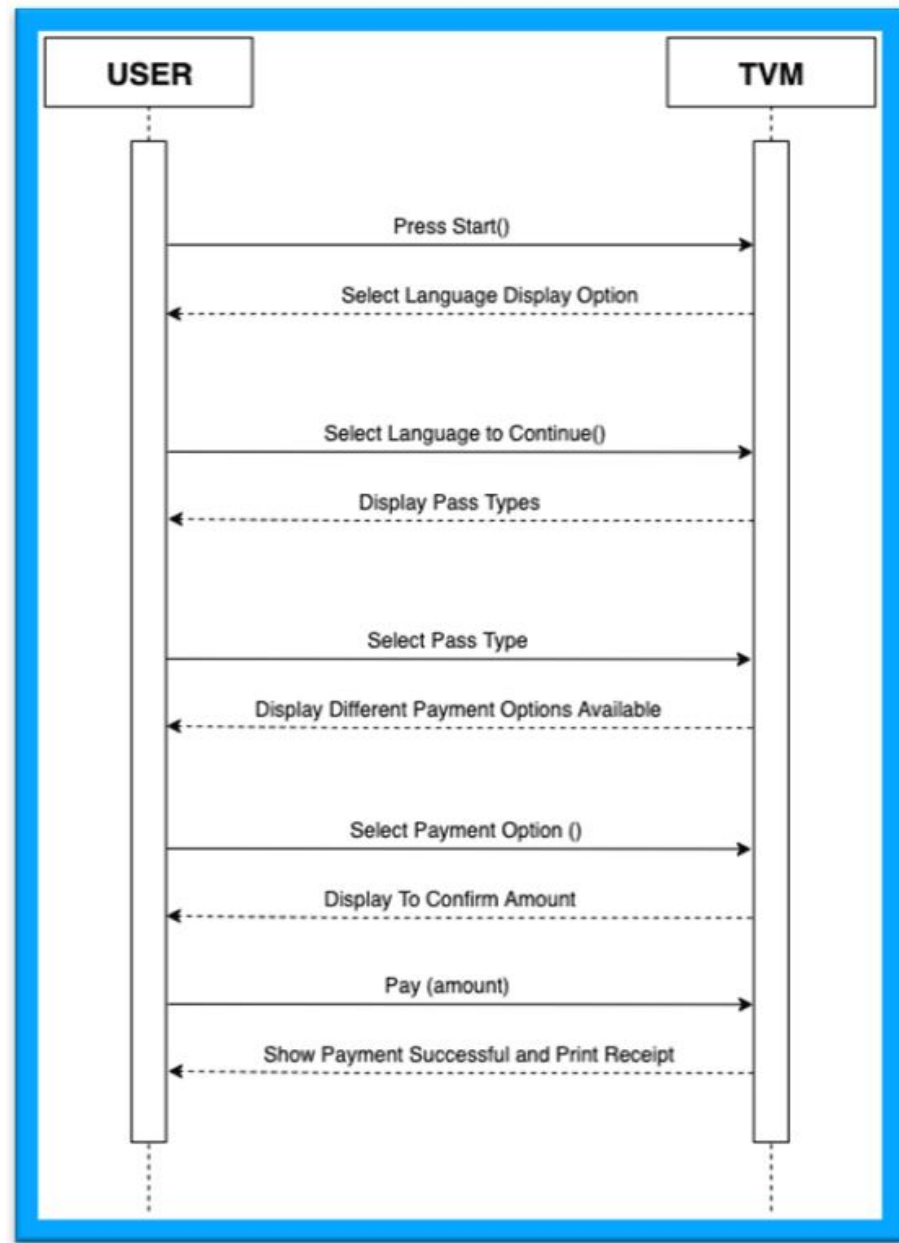 USER
TVM
Press Start()
Select Language Display Option
Select Language to Continue()
Display Pass Types
Select Pass Type
Display Different Payment Options Available
Select Payment Option ()
Display To Confirm Amount
Pay (amount)
Show Payment Successful and Print Receipt